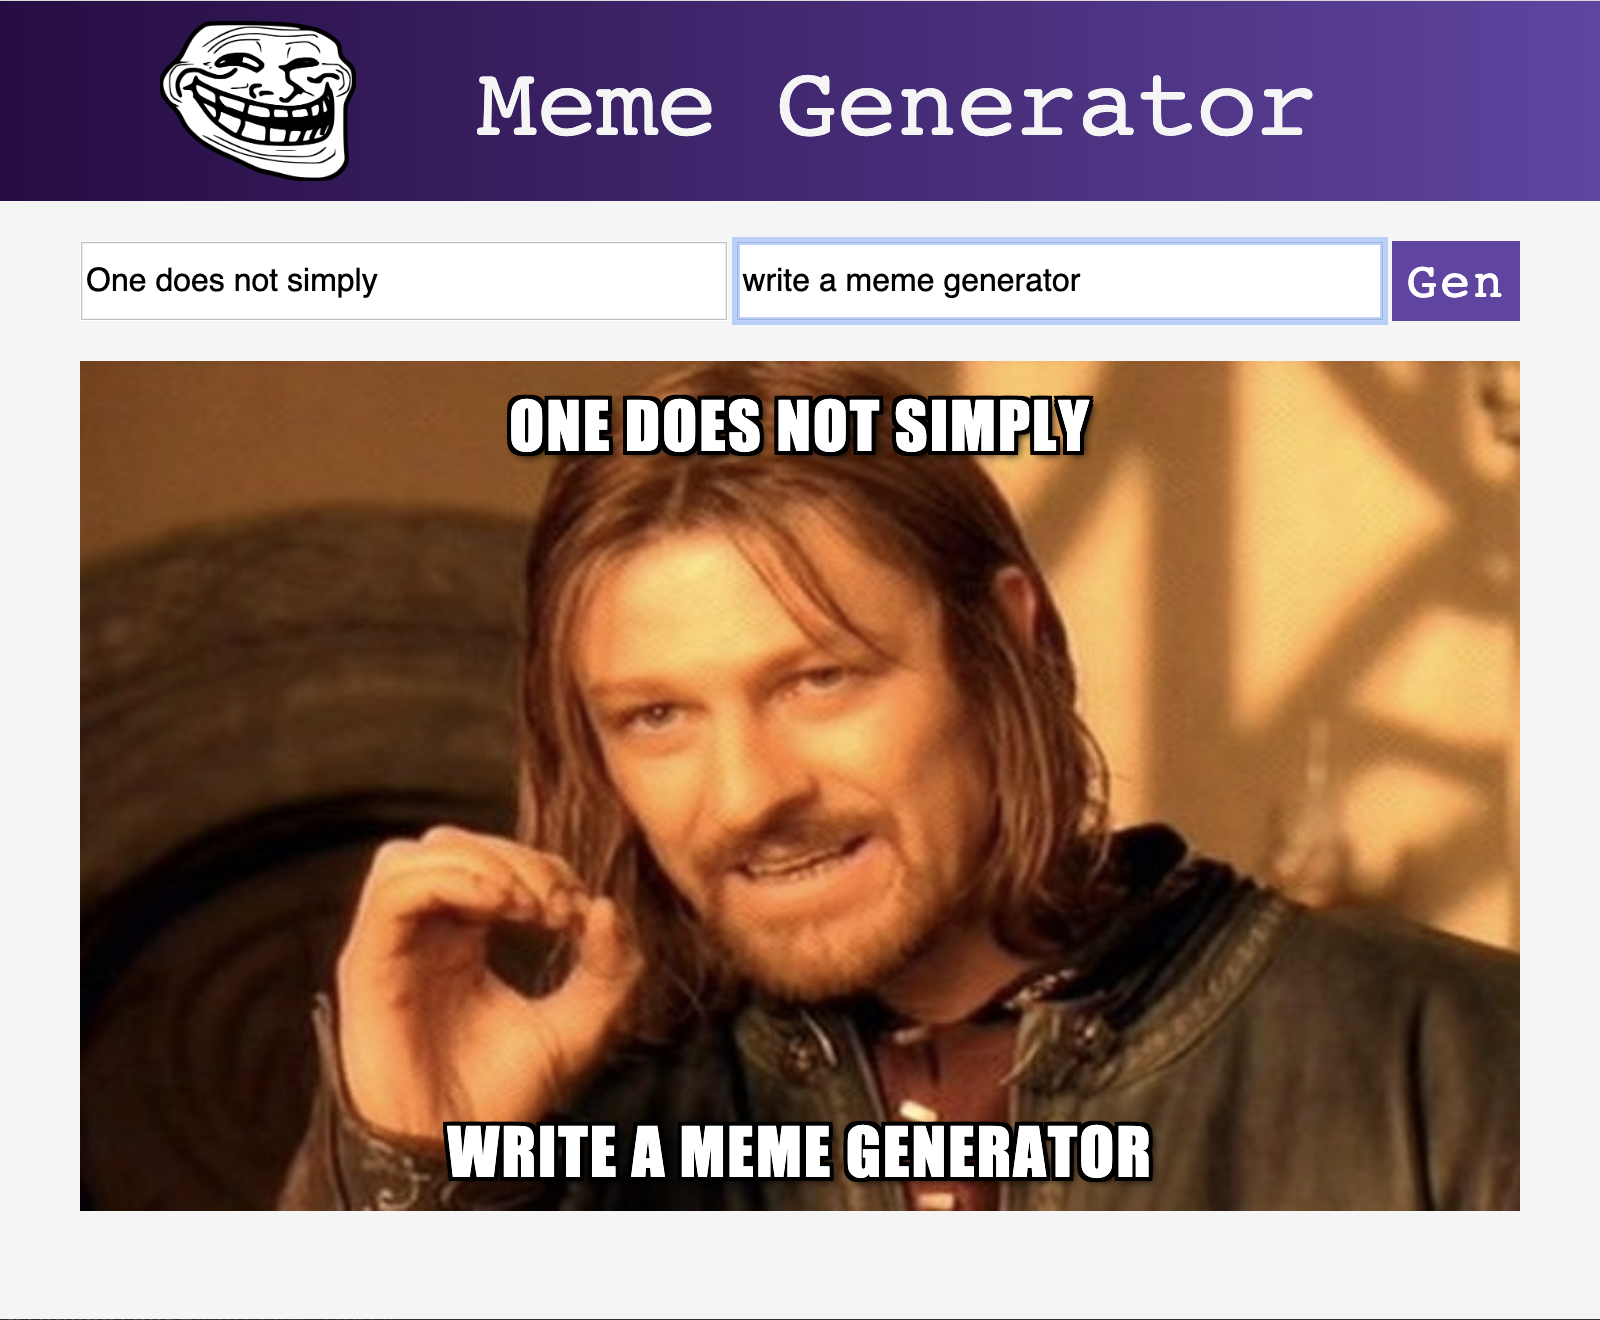 Meme Generator
One does not simply
write a meme generator
Gen
ONE DOES NOT SIMPLY
WRITE A MEME GENERATOR